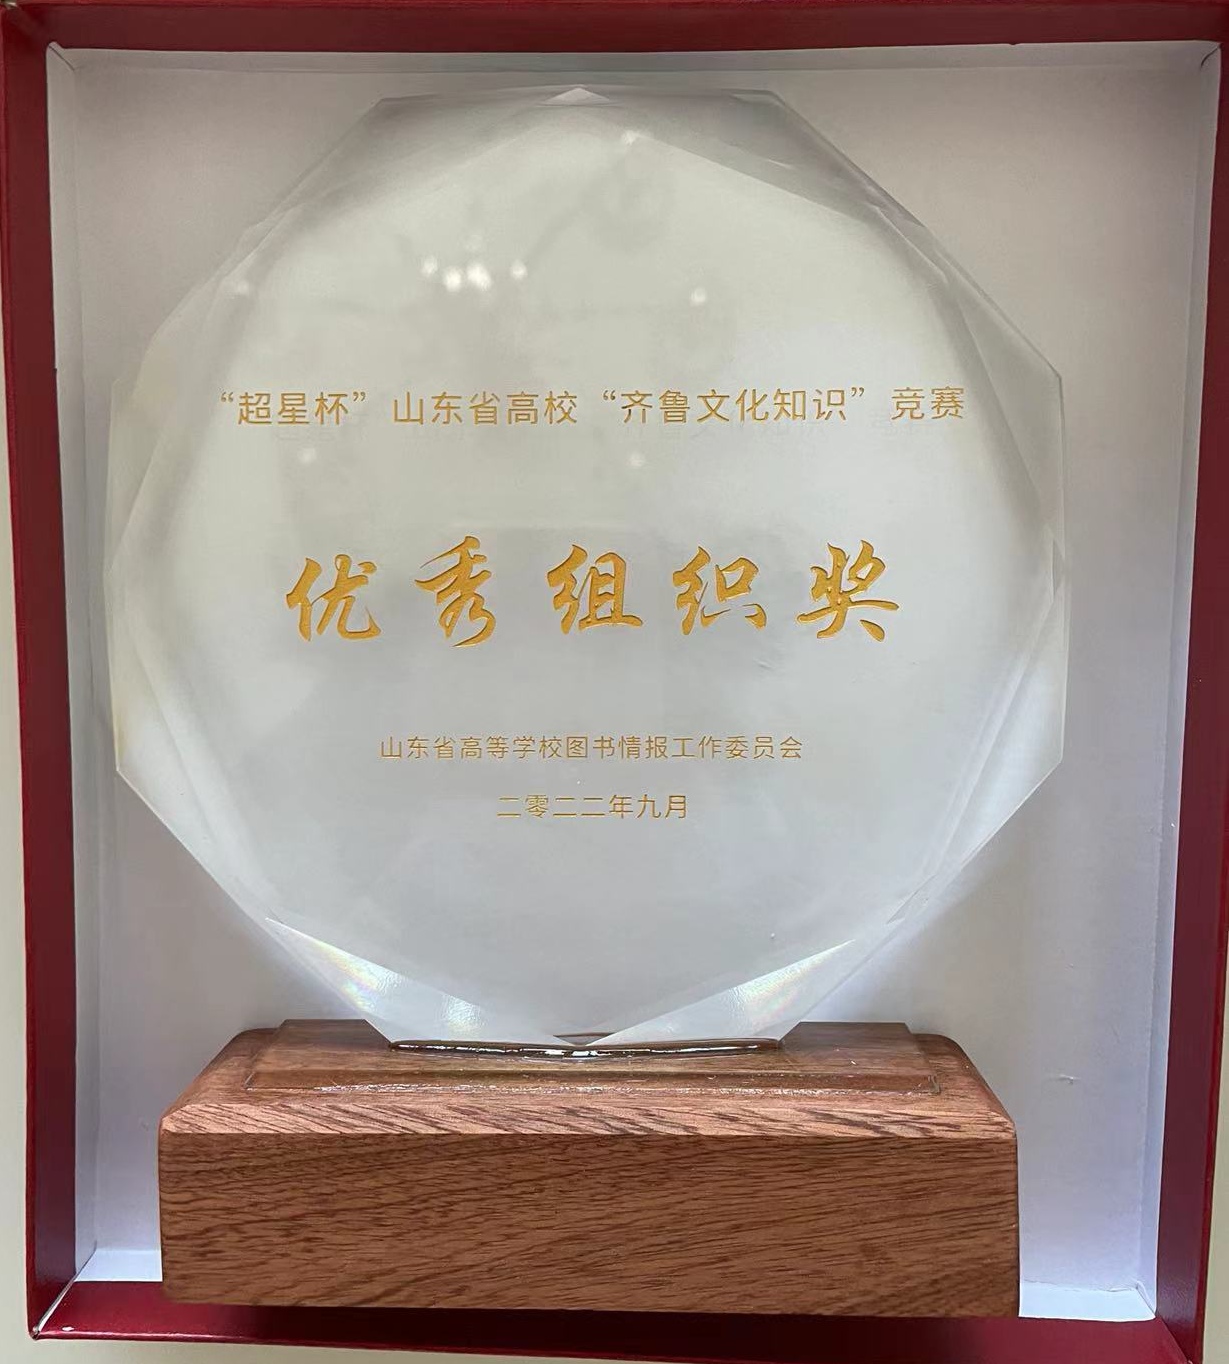 “超星杯”山东省高校“齐鲁文化知识”竞赛
优秀组织奖
山东省高等学校图书情报工作委员会
二零二二年九月